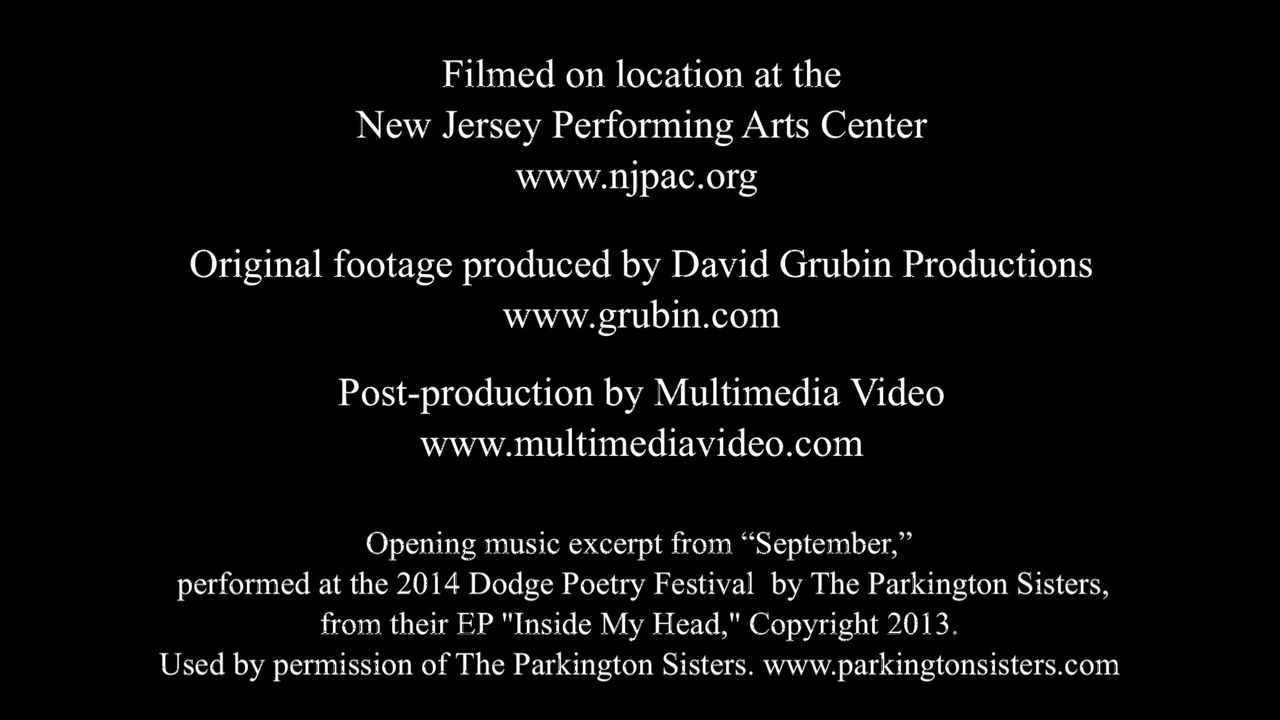 Filmed on location at the
New Jersey Performing Arts Center
www.njpac.org
Original footage produced by David Grubin Productions
www.grubin.com
Post-production by Multimedia Video
www.multimediavideo.com
Opening music excerpt from “September,”
performed at the 2014 Dodge Poetry Festival  by The Parkington Sisters,
from their EP "Inside My Head," Copyright 2013.
Used by permission of The Parkington Sisters. www.parkingtonsisters.com